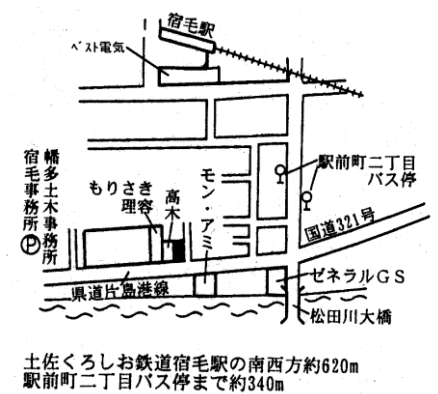 宿毛駅
ベスト電気
駅前町二丁目
バス停
国道321号
幡多土木事務所
宿毛事務所
Ⓟ
もりさき
理容
高木
モン・アミ
県道片島港線
ゼネラルGS
松田川大橋
土佐くろしお鉄道宿毛駅の南西方約620m
駅前町二丁目バス停まで約340m